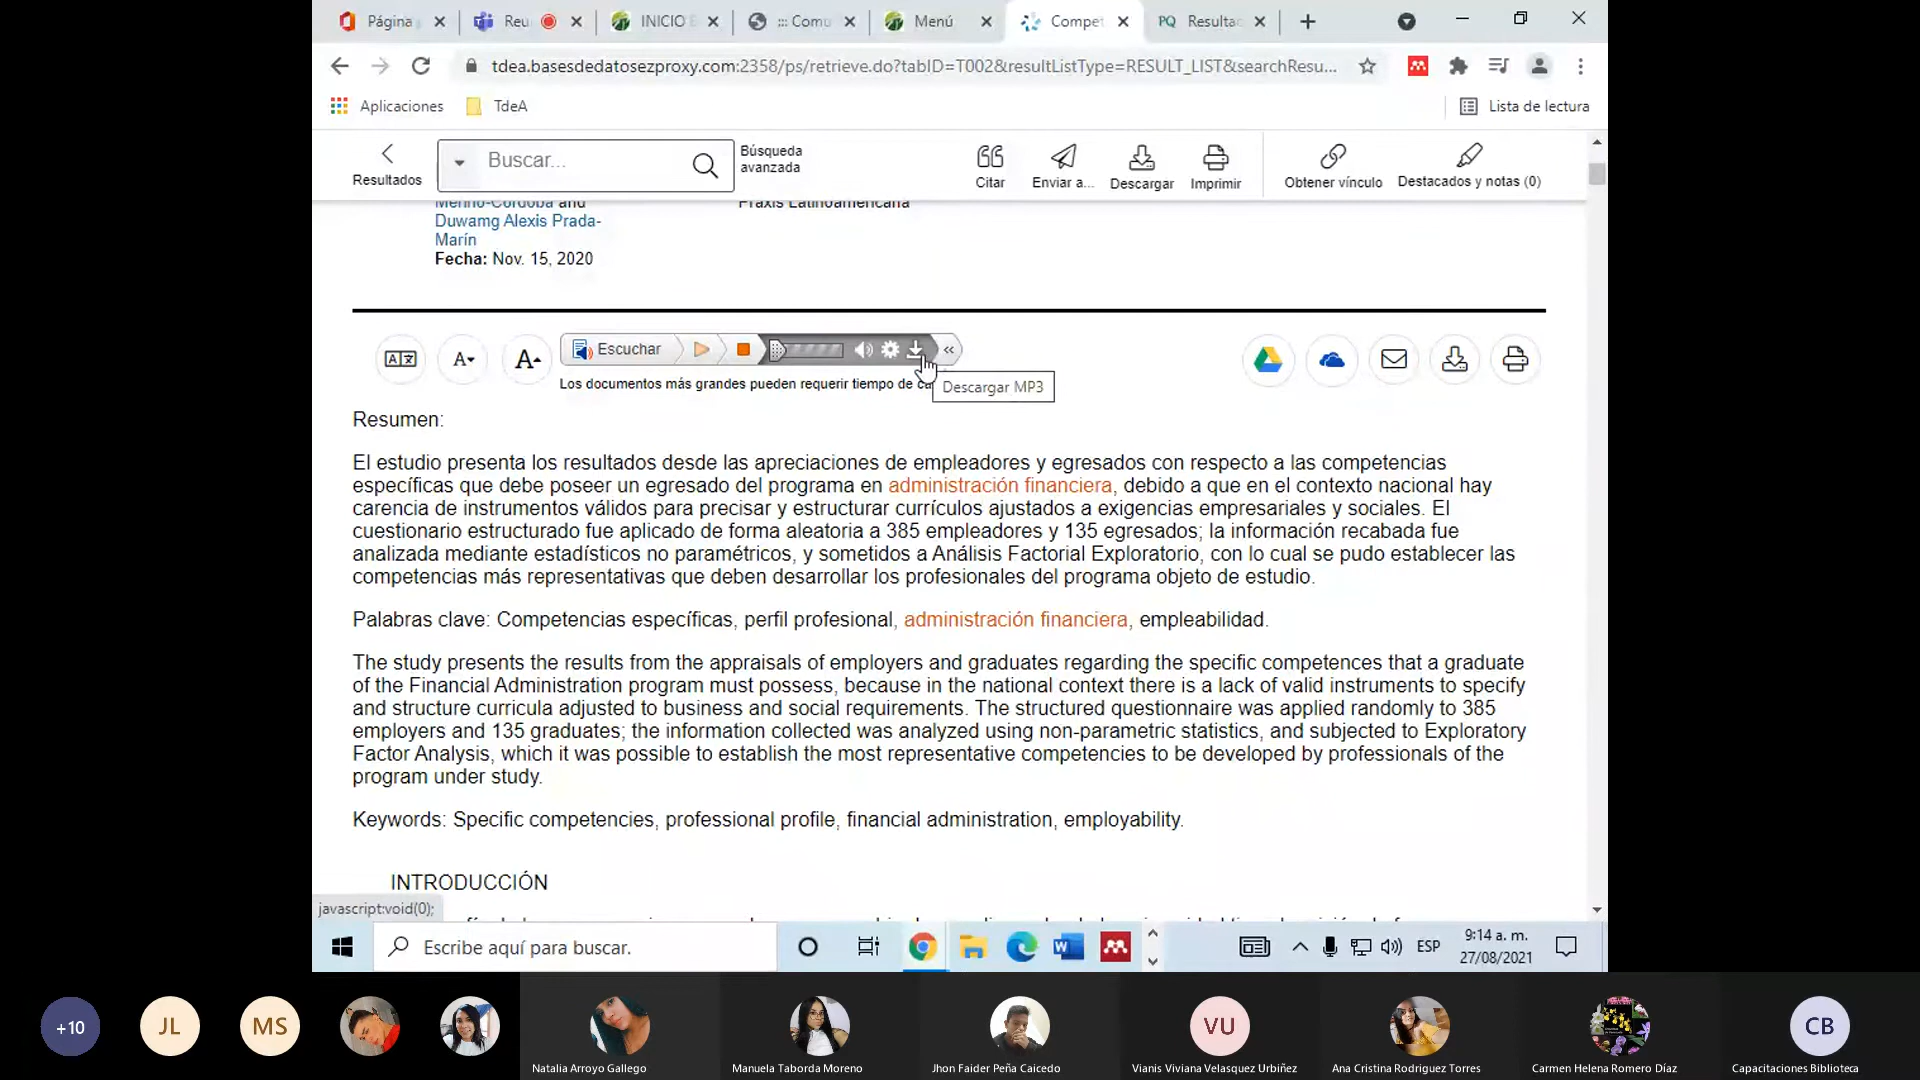 Página
Reu
INICIO E
::: Comu
Menú
Compet
PQ Resultad
tdea.basesdedatosezproxy.com:2358/ps/retrieve.do?tabID=T002&resultListType=RESULT_LIST&searchResu...
Aplicaciones
TdeA
Lista de lectura
Resultados
Buscar...
Búsqueda
avanzada
Citar
Enviar a...
Descargar
Imprimir
Obtener vínculo
Destacados y notas (0)
Merino-Córdoba and
Duwamg Alexis Prada-
Marín
Fecha: Nov. 15, 2020
Praxis Latinoamericana
Escuchar
Los documentos más grandes pueden requerir tiempo de
Descargar MP3
Resumen:
El estudio presenta los resultados desde las apreciaciones de empleadores y egresados con respecto a las competencias
específicas que debe poseer un egresado del programa en administración financiera, debido a que en el contexto nacional hay
carencia de instrumentos válidos para precisar y estructurar currículos ajustados a exigencias empresariales y sociales. El
cuestionario estructurado fue aplicado de forma aleatoria a 385 empleadores y 135 egresados; la información recabada fue
analizada mediante estadísticos no paramétricos, y sometidos a Análisis Factorial Exploratorio, con lo cual se pudo establecer las
competencias más representativas que deben desarrollar los profesionales del programa objeto de estudio.
Palabras clave: Competencias específicas, perfil profesional, administración financiera, empleabilidad.
The study presents the results from the appraisals of employers and graduates regarding the specific competences that a graduate
of the Financial Administration program must possess, because in the national context there is a lack of valid instruments to specify
and structure curricula adjusted to business and social requirements. The structured questionnaire was applied randomly to 385
employers and 135 graduates; the information collected was analyzed using non-parametric statistics, and subjected to Exploratory
Factor Analysis, which it was possible to establish the most representative competencies to be developed by professionals of the
program under study.
Keywords: Specific competencies, professional profile, financial administration, employability.
INTRODUCCIÓN
javascript:void(0);
Escribe aquí para buscar.
ESP
9:14 a. m.
27/08/2021
+10
JL
MS
VU
CB
Natalia Arroyo Gallego
Manuela Taborda Moreno
Jhon Faider Peña Caicedo
Vianis Viviana Velasquez Urbiñez
Ana Cristina Rodriguez Torres
Carmen Helena Romero Díaz
Capacitaciones Biblioteca